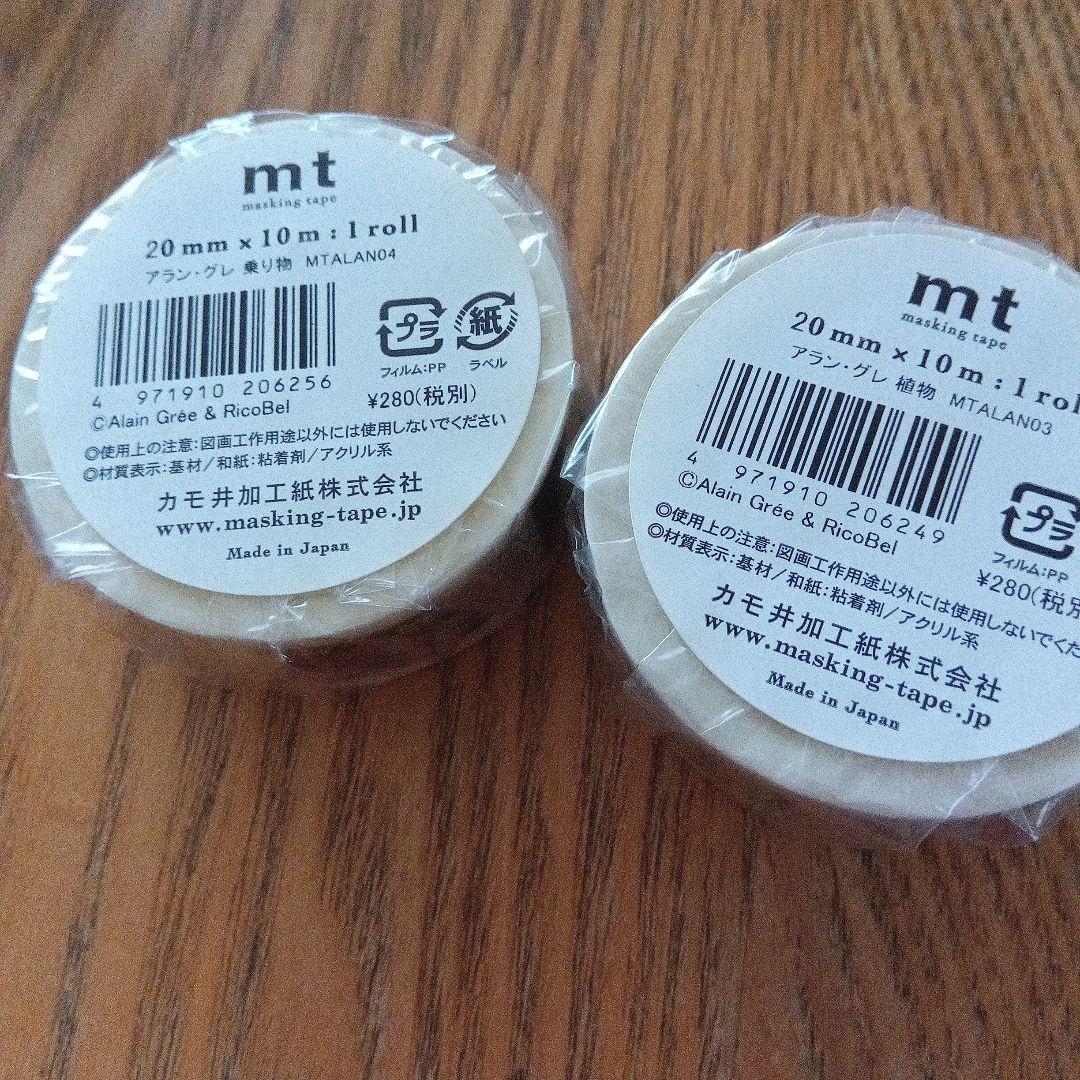 mt
masking tape
20mm x 10m : 1 roll
アラン・グレ 乗り物 MTALAN04
4 971910 206256
プラ
紙
フィルム:PP
ラベル
©Alain Grée & RicoBel
¥280(税別)
◎使用上の注意:図画工作用途以外には使用しないでください
◎材質表示:基材/和紙:粘着剤/アクリル系
カモ井加工紙株式会社
www.masking-tape.jp
Made in Japan
mt
masking tape
20mm x 10m : 1 rol
アラン・グレ 植物 MTALAN03
4 971910 206249
プラ
フィルム:PP
©Alain Grée & RicoBel
¥280(税別
◎使用上の注意:図画工作用途以外には使用しないでくだ
◎材質表示:基材/和紙:粘着剤/アクリル系
カモ井加工紙株式会社
www.masking-tape.jp
Made in Japan